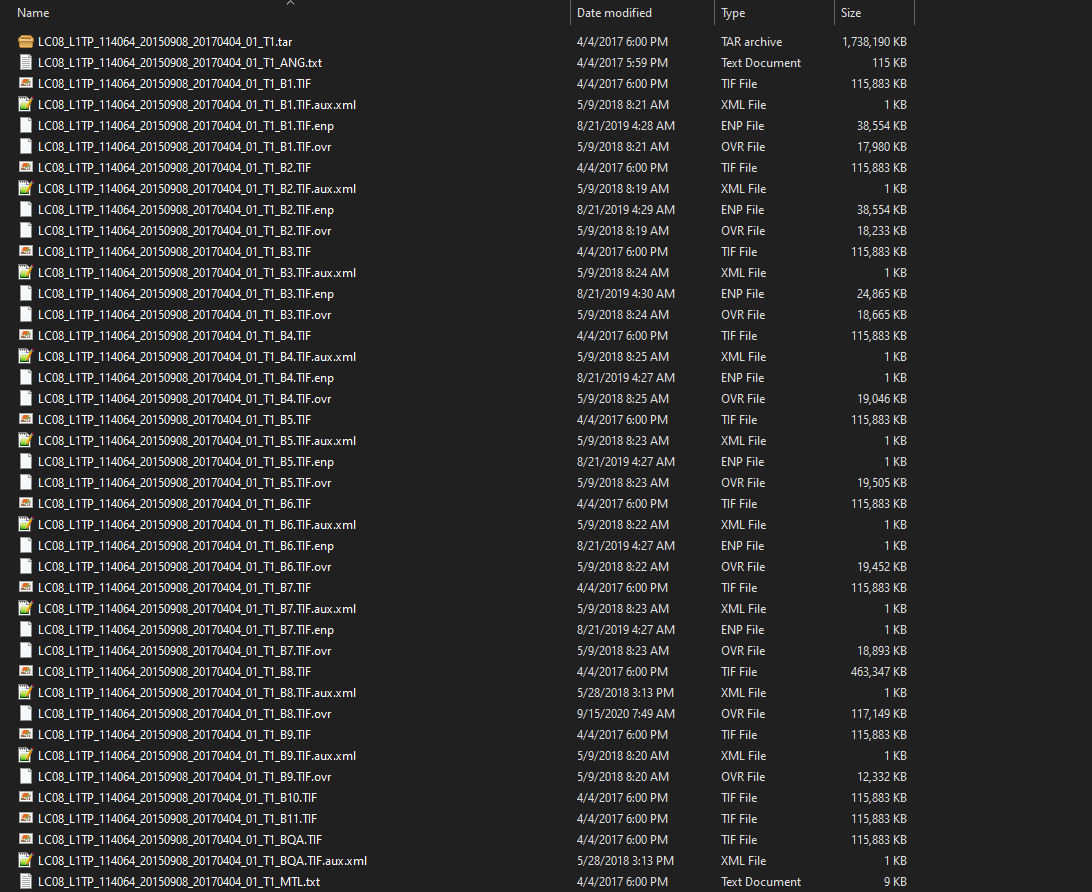 Name Date modified Type Size
LC08_L1TP_114064_20150908_20170404_01_T1.tar 4/4/2017 6:00 PM TAR archive 1,738,190 KB
LC08_L1TP_114064_20150908_20170404_01_T1_ANG.txt 4/4/2017 5:59 PM Text Document 115 KB
LC08_L1TP_114064_20150908_20170404_01_T1_B1.TIF 4/4/2017 6:00 PM TIF File 115,883 KB
LC08_L1TP_114064_20150908_20170404_01_T1_B1.TIF.aux.xml 5/9/2018 8:21 AM XML File 1 KB
LC08_L1TP_114064_20150908_20170404_01_T1_B1.TIF.enp 8/21/2019 4:28 AM ENP File 38,554 KB
LC08_L1TP_114064_20150908_20170404_01_T1_B1.TIF.ovr 5/9/2018 8:21 AM OVR File 17,980 KB
LC08_L1TP_114064_20150908_20170404_01_T1_B2.TIF 4/4/2017 6:00 PM TIF File 115,883 KB
LC08_L1TP_114064_20150908_20170404_01_T1_B2.TIF.aux.xml 5/9/2018 8:19 AM XML File 1 KB
LC08_L1TP_114064_20150908_20170404_01_T1_B2.TIF.enp 8/21/2019 4:29 AM ENP File 38,554 KB
LC08_L1TP_114064_20150908_20170404_01_T1_B2.TIF.ovr 5/9/2018 8:19 AM OVR File 18,233 KB
LC08_L1TP_114064_20150908_20170404_01_T1_B3.TIF 4/4/2017 6:00 PM TIF File 115,883 KB
LC08_L1TP_114064_20150908_20170404_01_T1_B3.TIF.aux.xml 5/9/2018 8:24 AM XML File 1 KB
LC08_L1TP_114064_20150908_20170404_01_T1_B3.TIF.enp 8/21/2019 4:30 AM ENP File 24,865 KB
LC08_L1TP_114064_20150908_20170404_01_T1_B3.TIF.ovr 5/9/2018 8:24 AM OVR File 18,665 KB
LC08_L1TP_114064_20150908_20170404_01_T1_B4.TIF 4/4/2017 6:00 PM TIF File 115,883 KB
LC08_L1TP_114064_20150908_20170404_01_T1_B4.TIF.aux.xml 5/9/2018 8:25 AM XML File 1 KB
LC08_L1TP_114064_20150908_20170404_01_T1_B4.TIF.enp 8/21/2019 4:27 AM ENP File 1 KB
LC08_L1TP_114064_20150908_20170404_01_T1_B4.TIF.ovr 5/9/2018 8:25 AM OVR File 19,046 KB
LC08_L1TP_114064_20150908_20170404_01_T1_B5.TIF 4/4/2017 6:00 PM TIF File 115,883 KB
LC08_L1TP_114064_20150908_20170404_01_T1_B5.TIF.aux.xml 5/9/2018 8:23 AM XML File 1 KB
LC08_L1TP_114064_20150908_20170404_01_T1_B5.TIF.enp 8/21/2019 4:27 AM ENP File 1 KB
LC08_L1TP_114064_20150908_20170404_01_T1_B5.TIF.ovr 5/9/2018 8:23 AM OVR File 19,505 KB
LC08_L1TP_114064_20150908_20170404_01_T1_B6.TIF 4/4/2017 6:00 PM TIF File 115,883 KB
LC08_L1TP_114064_20150908_20170404_01_T1_B6.TIF.aux.xml 5/9/2018 8:22 AM XML File 1 KB
LC08_L1TP_114064_20150908_20170404_01_T1_B6.TIF.enp 8/21/2019 4:27 AM ENP File 1 KB
LC08_L1TP_114064_20150908_20170404_01_T1_B6.TIF.ovr 5/9/2018 8:22 AM OVR File 19,452 KB
LC08_L1TP_114064_20150908_20170404_01_T1_B7.TIF 4/4/2017 6:00 PM TIF File 115,883 KB
LC08_L1TP_114064_20150908_20170404_01_T1_B7.TIF.aux.xml 5/9/2018 8:23 AM XML File 1 KB
LC08_L1TP_114064_20150908_20170404_01_T1_B7.TIF.enp 8/21/2019 4:27 AM ENP File 1 KB
LC08_L1TP_114064_20150908_20170404_01_T1_B7.TIF.ovr 5/9/2018 8:23 AM OVR File 18,893 KB
LC08_L1TP_114064_20150908_20170404_01_T1_B8.TIF 4/4/2017 6:00 PM TIF File 463,347 KB
LC08_L1TP_114064_20150908_20170404_01_T1_B8.TIF.aux.xml 5/28/2018 3:13 PM XML File 1 KB
LC08_L1TP_114064_20150908_20170404_01_T1_B8.TIF.ovr 9/15/2020 7:49 AM OVR File 117,149 KB
LC08_L1TP_114064_20150908_20170404_01_T1_B9.TIF 4/4/2017 6:00 PM TIF File 115,883 KB
LC08_L1TP_114064_20150908_20170404_01_T1_B9.TIF.aux.xml 5/9/2018 8:20 AM XML File 1 KB
LC08_L1TP_114064_20150908_20170404_01_T1_B9.TIF.ovr 5/9/2018 8:20 AM OVR File 12,332 KB
LC08_L1TP_114064_20150908_20170404_01_T1_B10.TIF 4/4/2017 6:00 PM TIF File 115,883 KB
LC08_L1TP_114064_20150908_20170404_01_T1_B11.TIF 4/4/2017 6:00 PM TIF File 115,883 KB
LC08_L1TP_114064_20150908_20170404_01_T1_BQA.TIF 4/4/2017 6:00 PM TIF File 115,883 KB
LC08_L1TP_114064_20150908_20170404_01_T1_BQA.TIF.aux.xml 5/28/2018 3:13 PM XML File 1 KB
LC08_L1TP_114064_20150908_20170404_01_T1_MTL.txt 4/4/2017 6:00 PM Text Document 9 KB